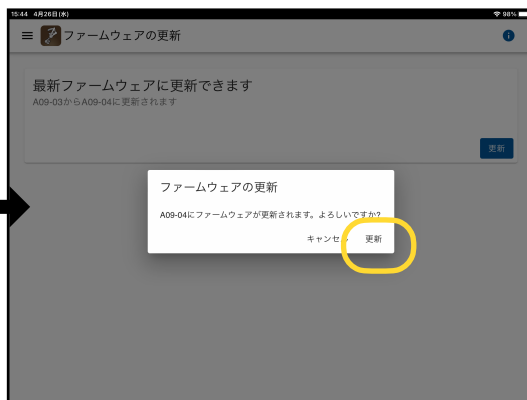 15:44 4月26日(水)
98%
ファームウェアの更新
最新ファームウェアに更新できます
A09-03からA09-04に更新されます
更新
ファームウェアの更新
A09-04にファームウェアが更新されます。よろしいですか?
キャンセ 更新